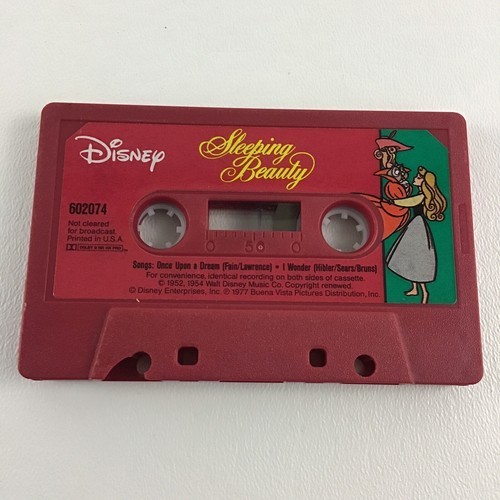 Disney
Sleeping
Beauty
602074
Not cleared
for broadcast.
Printed in U.S.A.
0 5 0
Songs: Once Upon a Dream (Fain/Lawrence) • I Wonder (Hibler/Sears/Bruns)
For convenience, identical recording on both sides of cassette.
© 1952, 1954 Walt Disney Music Co. Copyright renewed.
© Disney Enterprises, Inc. ℗ 1977 Buena Vista Pictures Distribution, Inc.